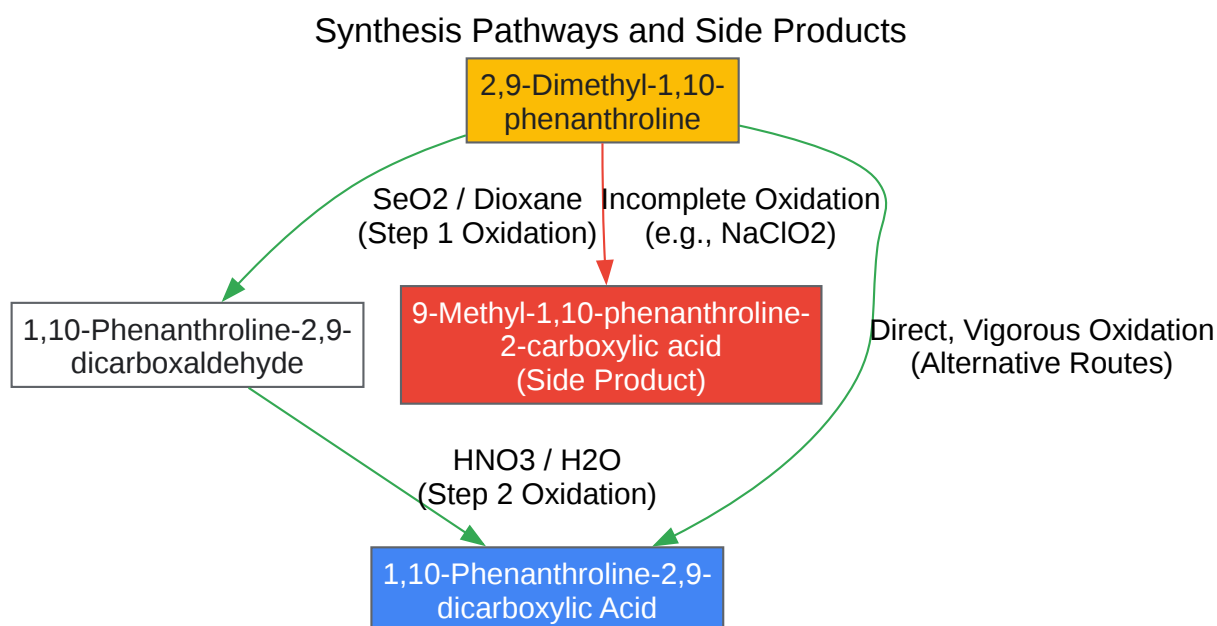 Synthesis Pathways and Side Products
2,9-Dimethyl-1,10-
phenanthroline
SeO2 / Dioxane
(Step 1 Oxidation)
Incomplete Oxidation
(e.g., NaClO2)
1,10-Phenanthroline-2,9-
dicarboxaldehyde
9-Methyl-1,10-phenanthroline-
2-carboxylic acid
(Side Product)
Direct, Vigorous Oxidation
(Alternative Routes)
HNO3 / H2O
(Step 2 Oxidation)
1,10-Phenanthroline-2,9-
dicarboxylic Acid